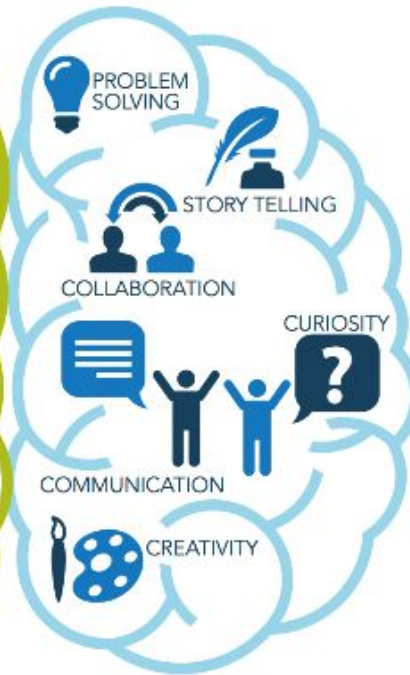 PROBLEM
SOLVING
STORY TELLING
COLLABORATION
CURIOSITY
?
COMMUNICATION
CREATIVITY